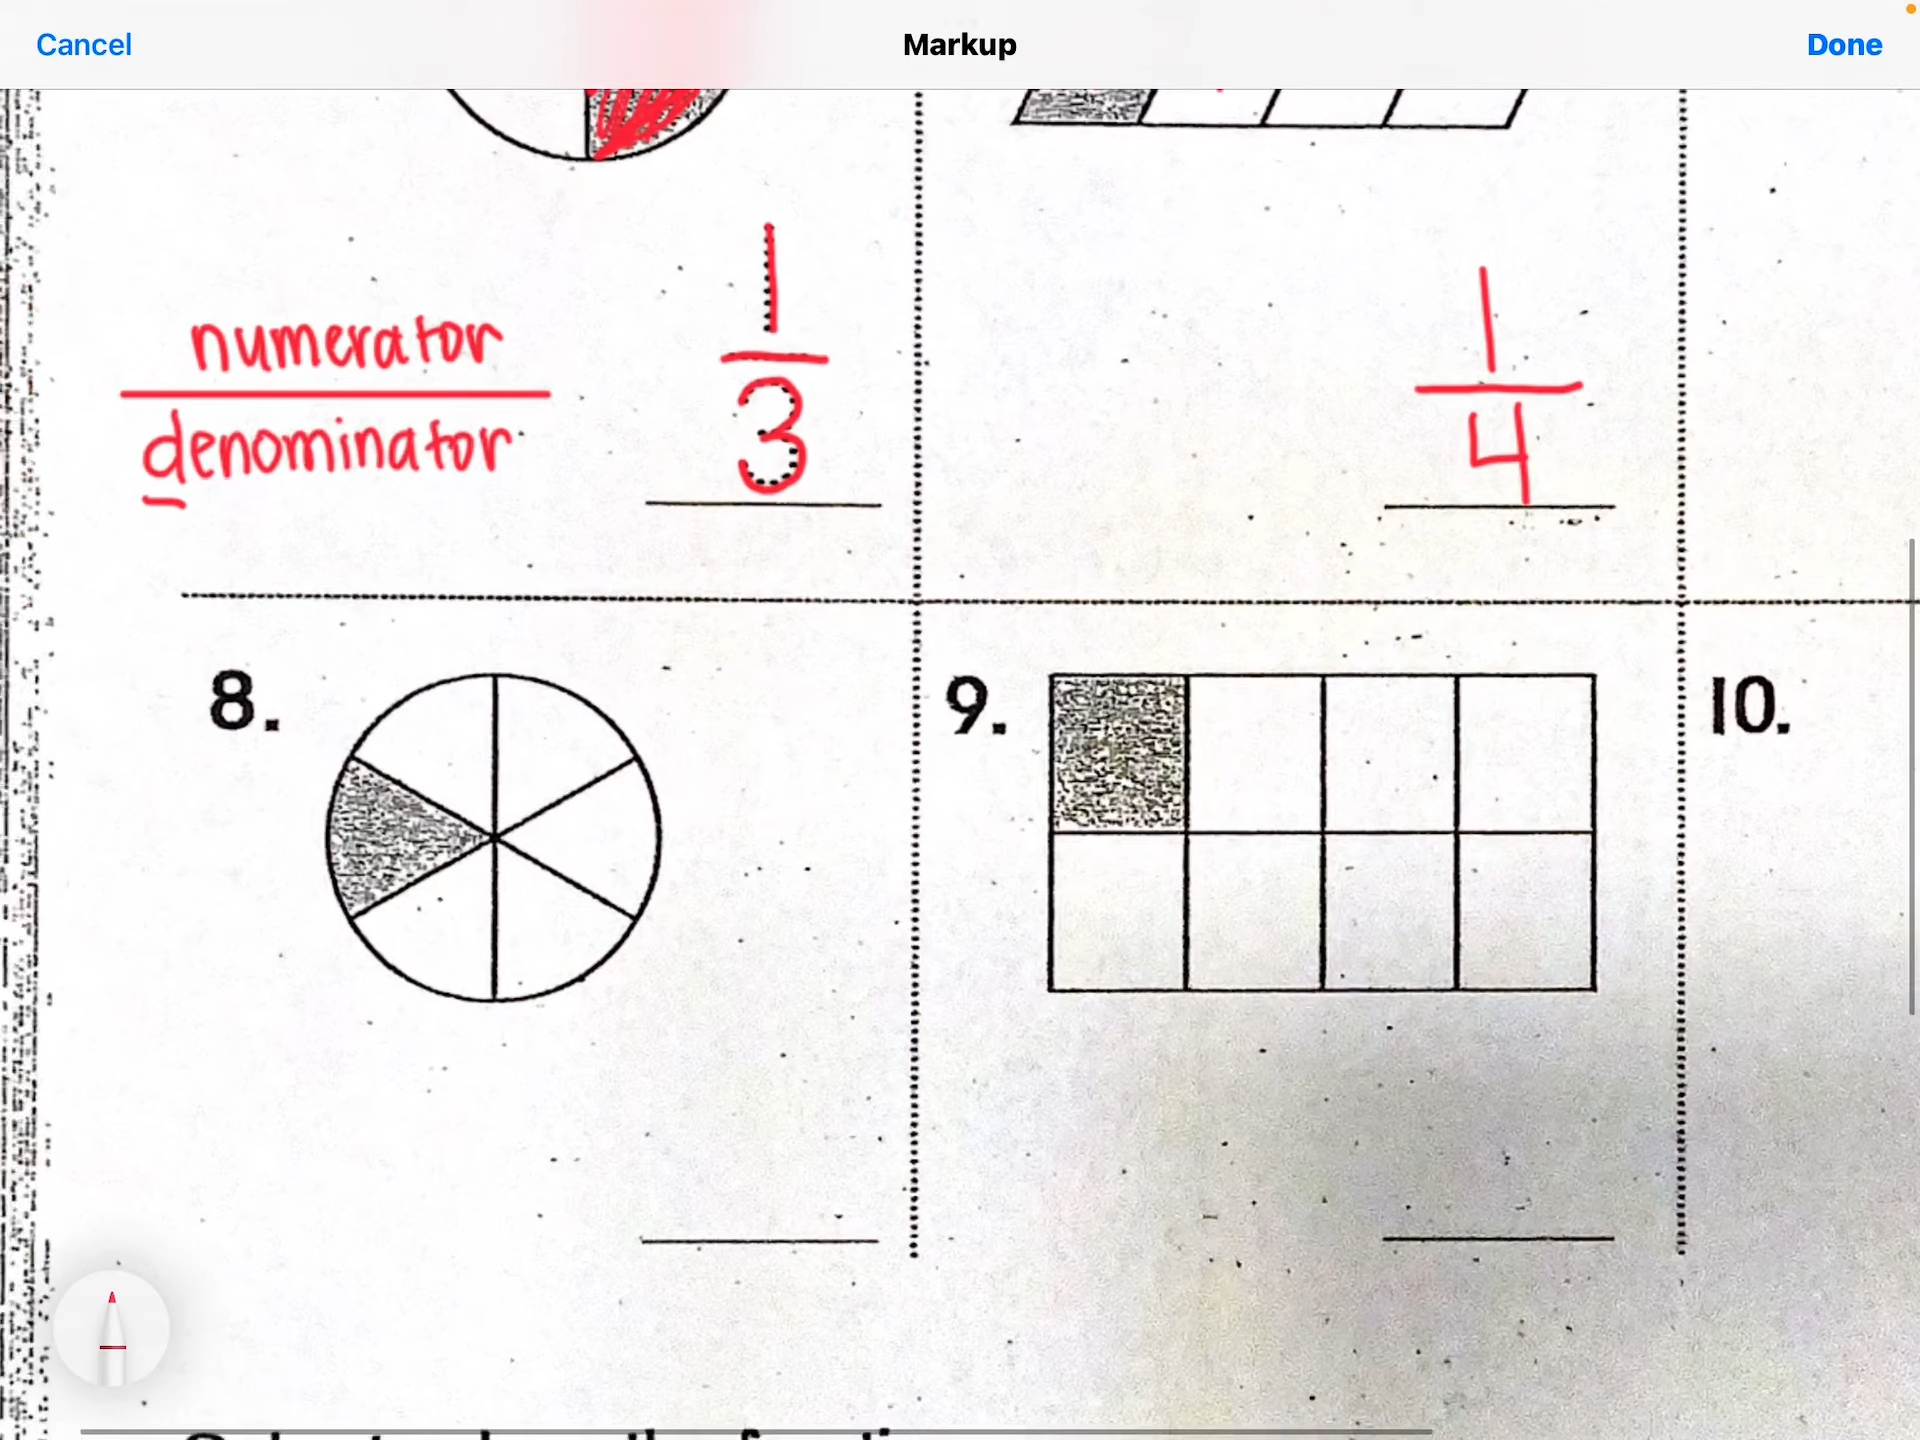 Cancel Markup Done
numerator
denominator
1
3
1
4
8.
9.
10.